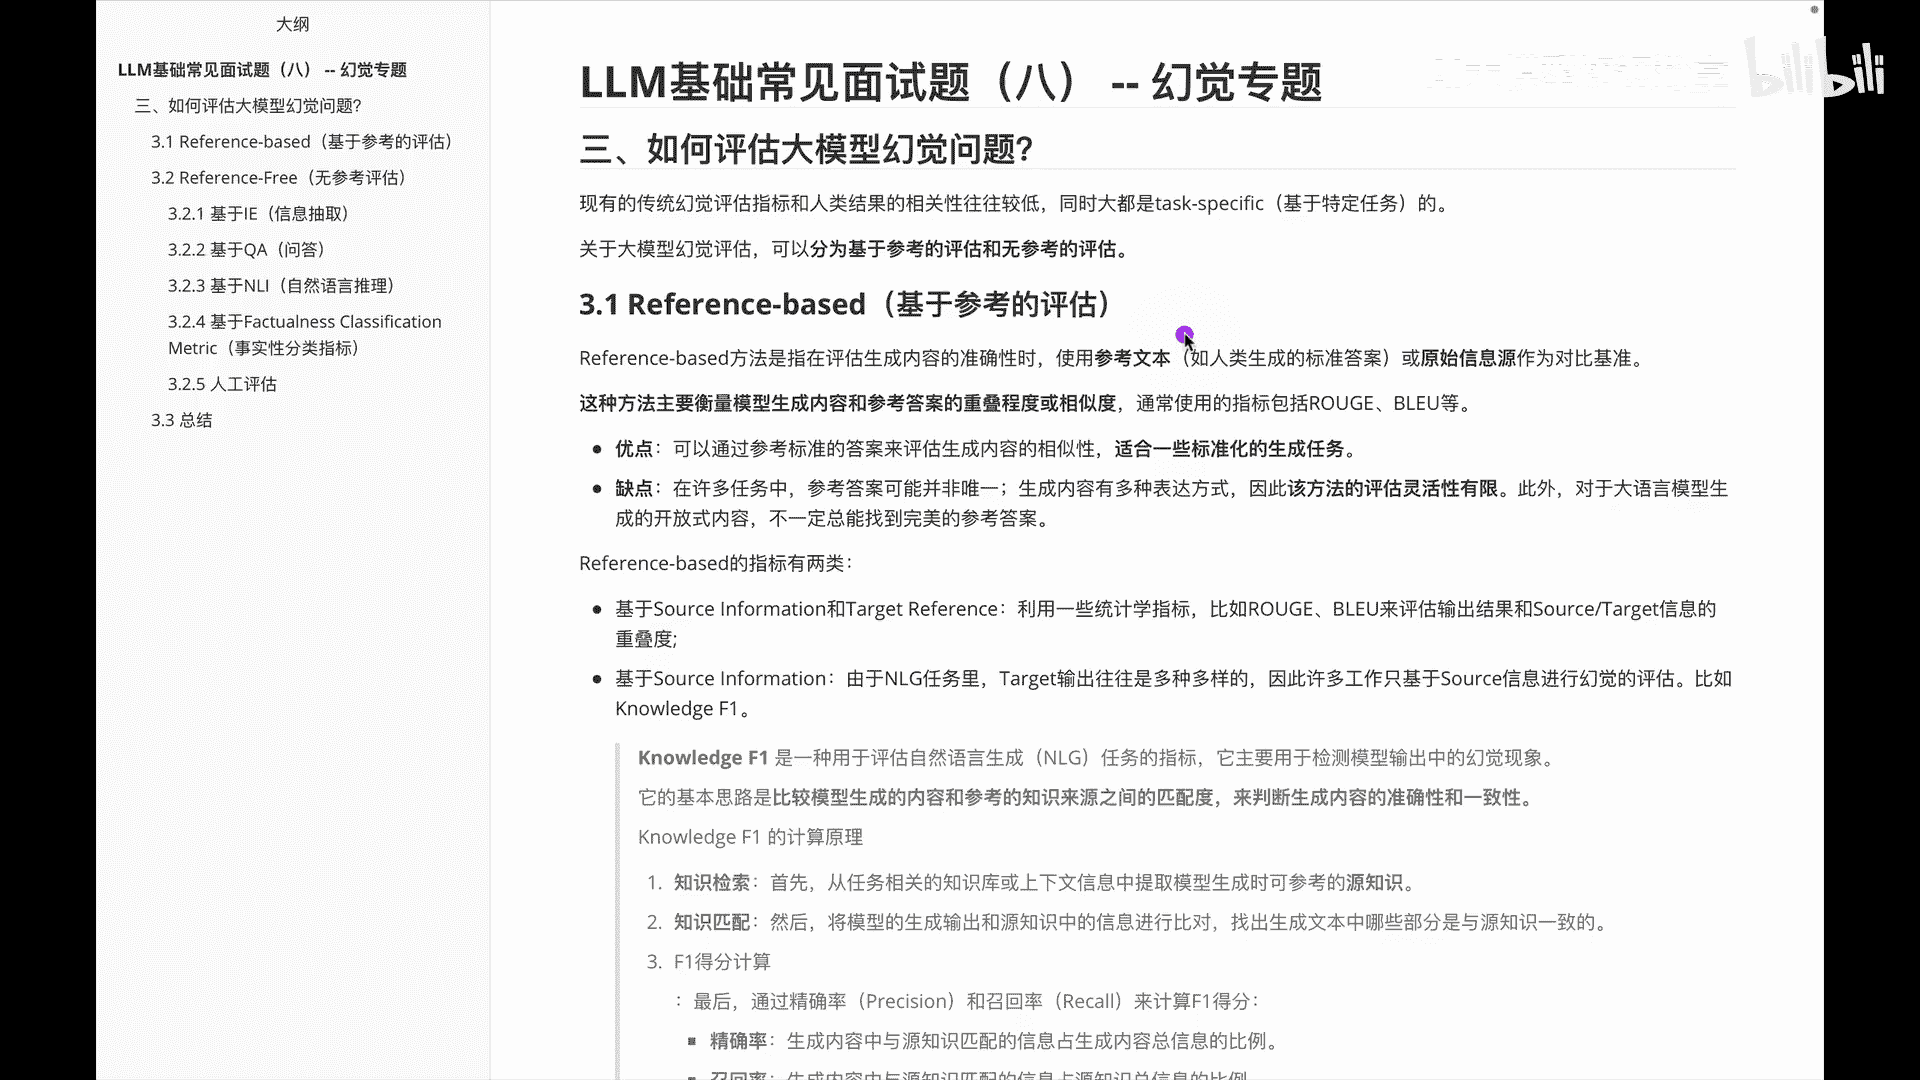 大纲
LLM基础常见面试题（八） -- 幻觉专题
三、如何评估大模型幻觉问题?
3.1 Reference-based（基于参考的评估）
3.2 Reference-Free（无参考评估）
3.2.1 基于IE（信息抽取）
3.2.2 基于QA（问答）
3.2.3 基于NLI（自然语言推理）
3.2.4 基于Factualness Classification
Metric（事实性分类指标）
3.2.5 人工评估
3.3 总结
LLM基础常见面试题（八） -- 幻觉专题
bilibili
三、如何评估大模型幻觉问题?
现有的传统幻觉评估指标和人类结果的相关性往往较低，同时大都是task-specific（基于特定任务）的。
关于大模型幻觉评估，可以分为基于参考的评估和无参考的评估。
3.1 Reference-based（基于参考的评估）
Reference-based方法是指在评估生成内容的准确性时，使用参考文本（如人类生成的标准答案）或原始信息源作为对比基准。
这种方法主要衡量模型生成内容和参考答案的重叠程度或相似度，通常使用的指标包括ROUGE、BLEU等。
● 优点：可以通过参考标准的答案来评估生成内容的相似性，适合一些标准化的生成任务。
● 缺点：在许多任务中，参考答案可能并非唯一；生成内容有多种表达方式，因此该方法的评估灵活性有限。此外，对于大语言模型生
成的开放式内容，不一定总能找到完美的参考答案。
Reference-based的指标有两类：
● 基于Source Information和Target Reference：利用一些统计学指标，比如ROUGE、BLEU来评估输出结果和Source/Target信息的
重叠度;
● 基于Source Information：由于NLG任务里，Target输出往往是多种多样的，因此许多工作只基于Source信息进行幻觉的评估。比如
Knowledge F1。
Knowledge F1 是一种用于评估自然语言生成（NLG）任务的指标，它主要用于检测模型输出中的幻觉现象。
它的基本思路是比较模型生成的内容和参考的知识来源之间的匹配度，来判断生成内容的准确性和一致性。
Knowledge F1 的计算原理
1. 知识检索：首先，从任务相关的知识库或上下文信息中提取模型生成时可参考的源知识。
2. 知识匹配：然后，将模型的生成输出和源知识中的信息进行比对，找出生成文本中哪些部分是与源知识一致的。
3. F1得分计算
：最后，通过精确率（Precision）和召回率（Recall）来计算F1得分：
■ 精确率：生成内容中与源知识匹配的信息占生成内容总信息的比例。
■ 召回率：生成内容中与源知识匹配的信息占源知识总信息的比例